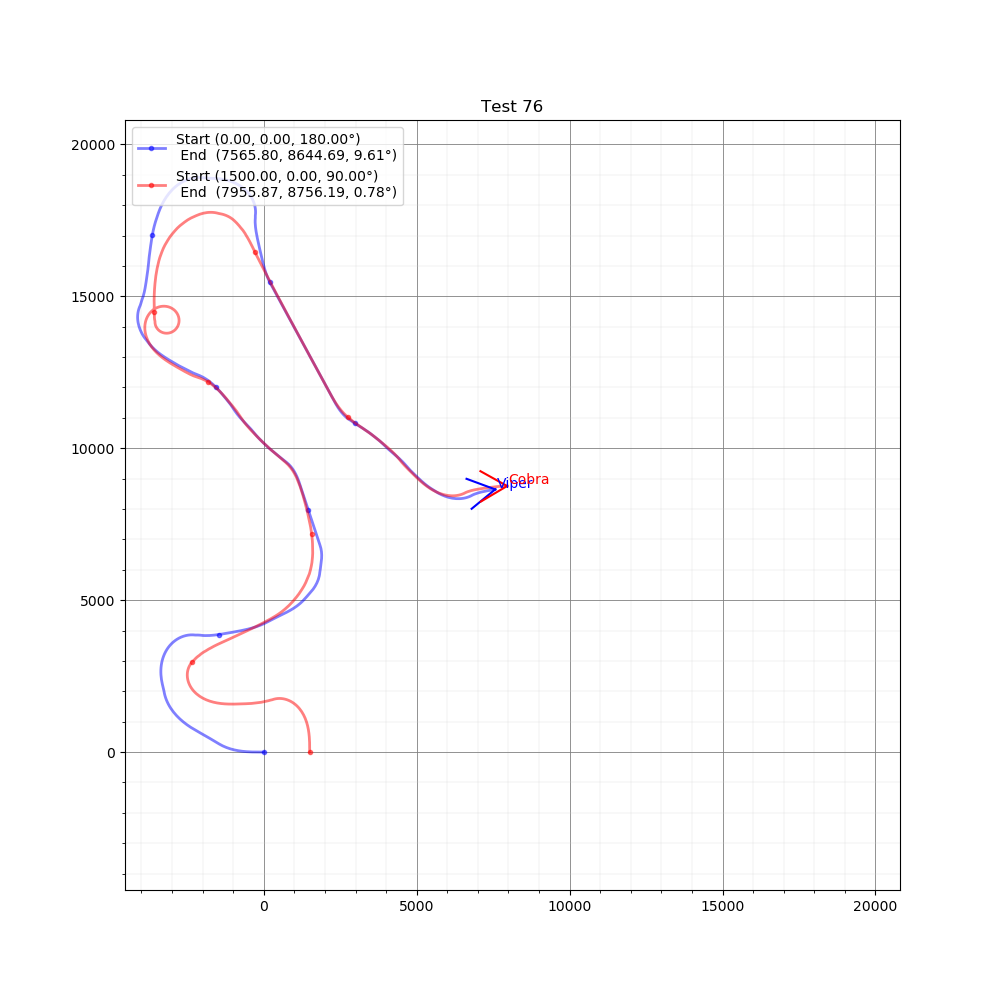 Test 76
Start (0.00, 0.00, 180.00°)
End (7565.80, 8644.69, 9.61°)
Start (1500.00, 0.00, 90.00°)
End (7955.87, 8756.19, 0.78°)
20000
15000
10000
5000
0
Cobra
Viper
0
5000
10000
15000
20000